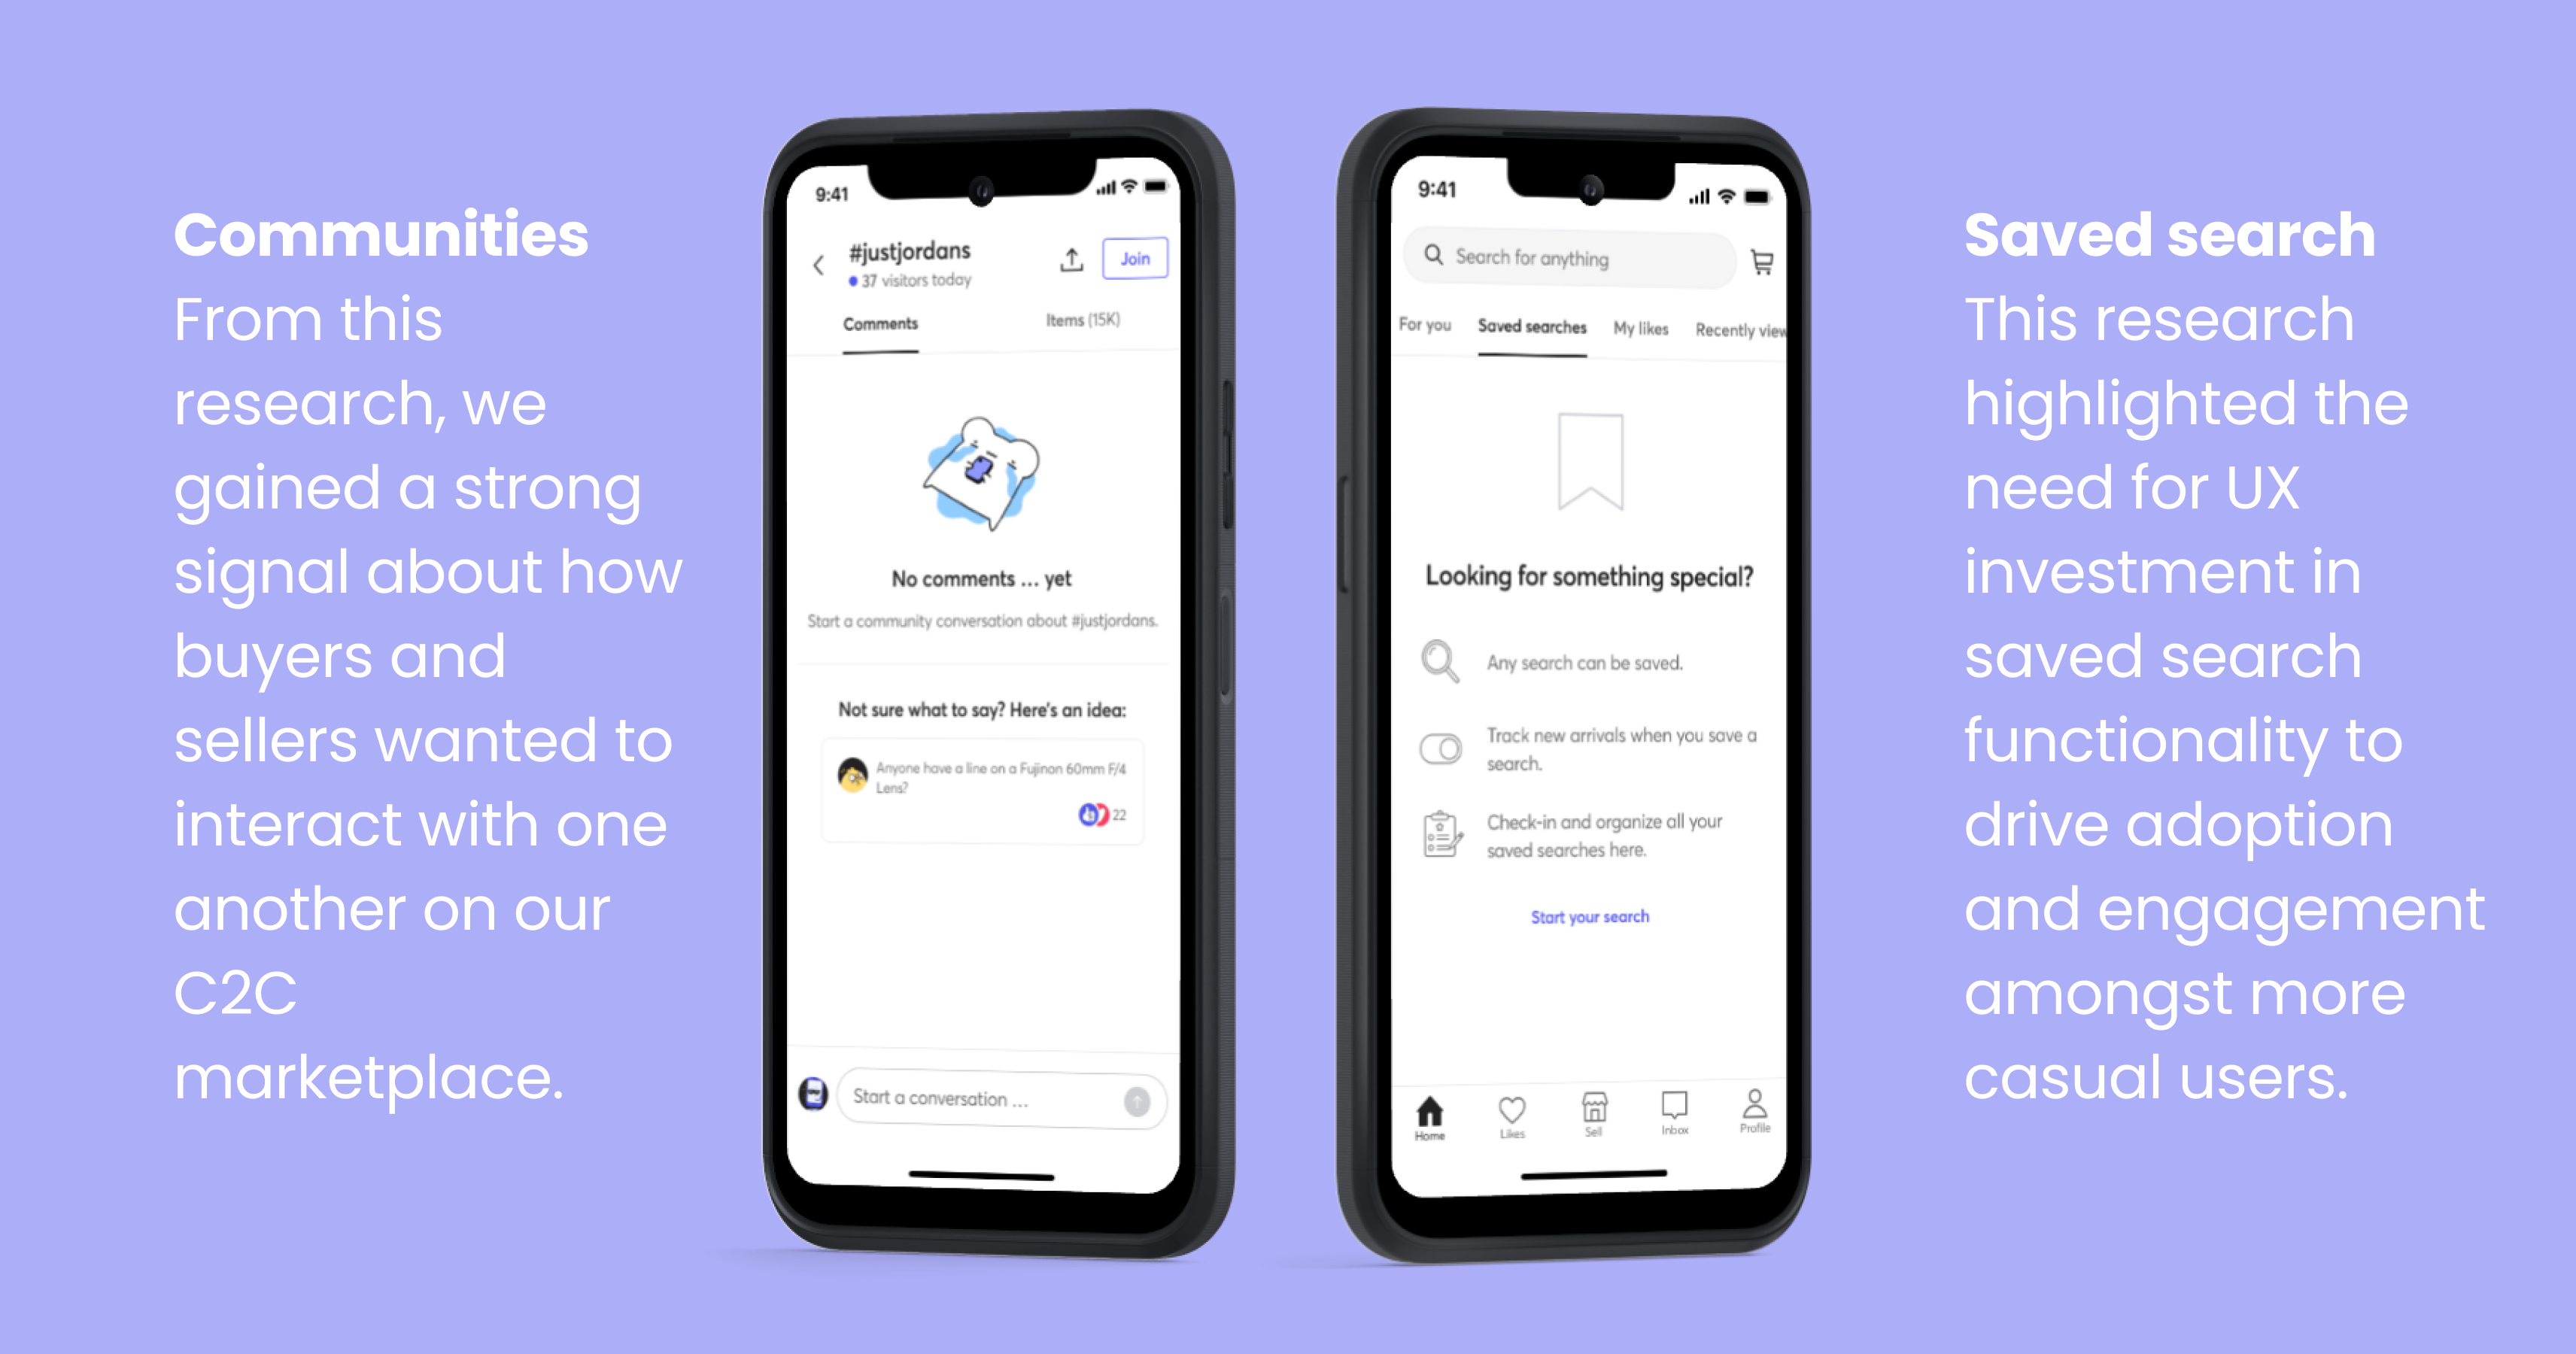 Communities
From this
research, we
gained a strong
signal about how
buyers and
sellers wanted to
interact with one
another on our
C2C
marketplace.
9:41
#justjordans
37 visitors today
Join
Comments
Items (15K)
No comments ... yet
Start a community conversation about #justjordans.
Not sure what to say? Here's an idea:
Anyone have a line on a Fujinon 60mm F/4
Lens?
22
Start a conversation ...
9:41
Search for anything
For you
Saved searches
My likes
Recently view
Looking for something special?
Any search can be saved.
Track new arrivals when you save a
search.
Check-in and organize all your
saved searches here.
Start your search
Home
Likes
Sell
Inbox
Profile
Saved search
This research
highlighted the
need for UX
investment in
saved search
functionality to
drive adoption
and engagement
amongst more
casual users.